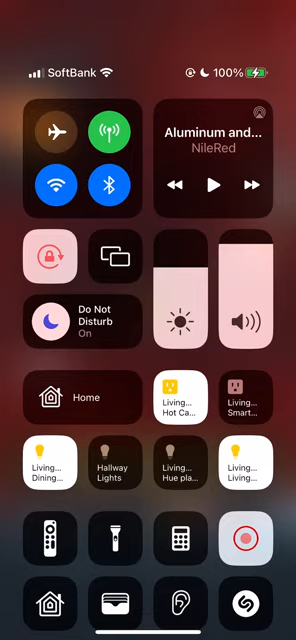 SoftBank
100%
Aluminum and...
NileRed
Do Not
Disturb
On
Home
Living...
Hot Ca...
Living...
Smart...
Living...
Dining...
Hallway
Lights
Living...
Hue pla...
Living...
Living...